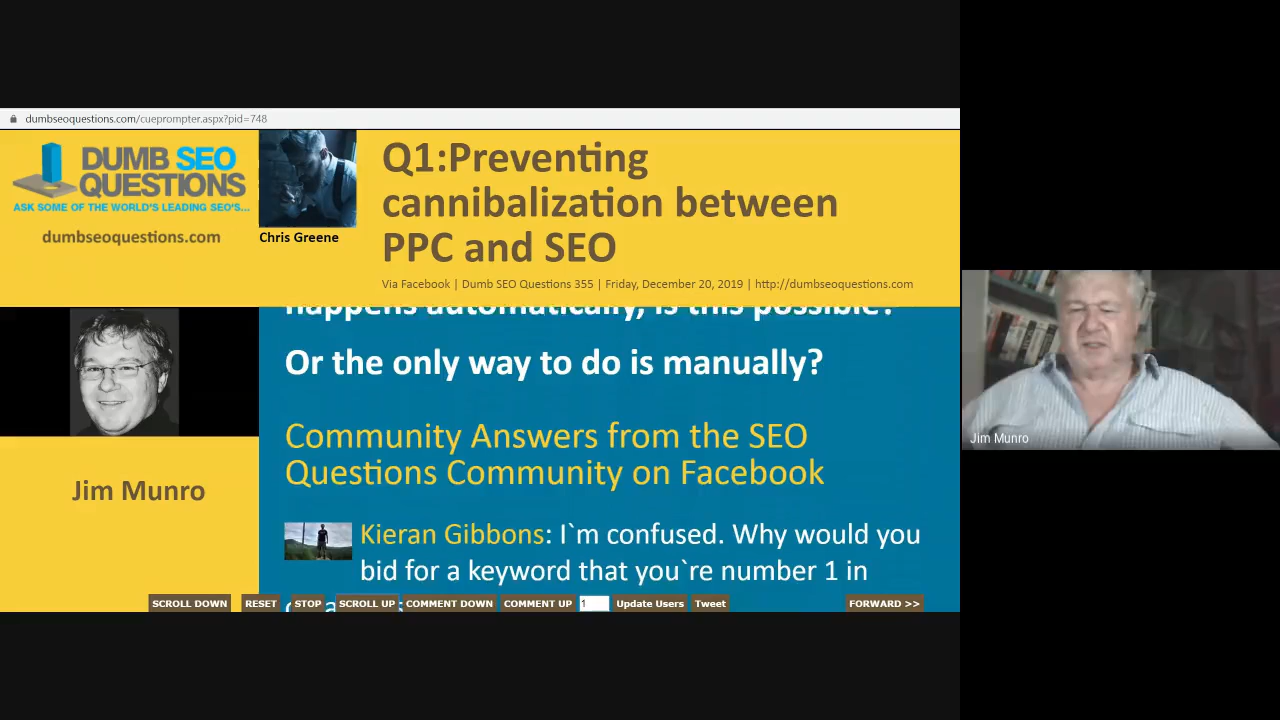 dumbseoquestions.com/cueprompter.aspx?pid=748
DUMB SEO
QUESTIONS
ASK SOME OF THE WORLD'S LEADING SEO'S...
dumbseoquestions.com
Chris Greene
Q1:Preventing
cannibalization between
PPC and SEO
Via Facebook | Dumb SEO Questions 355 | Friday, December 20, 2019 | http://dumbseoquestions.com
happens automatically, is this possible?
Or the only way to do is manually?
Community Answers from the SEO
Questions Community on Facebook
Jim Munro
Kieran Gibbons: I`m confused. Why would you
bid for a keyword that you`re number 1 in
SCROLL DOWN RESET STOP SCROLL UP COMMENT DOWN COMMENT UP 1 Update Users Tweet FORWARD >>
Jim Munro